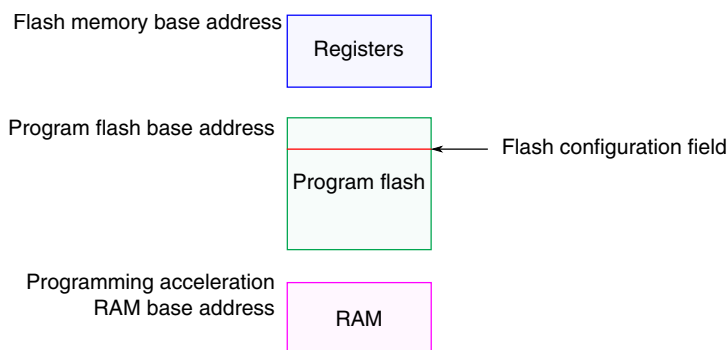 Flash memory base address
Registers
Program flash base address
Flash configuration field
Program flash
Programming acceleration
RAM base address
RAM